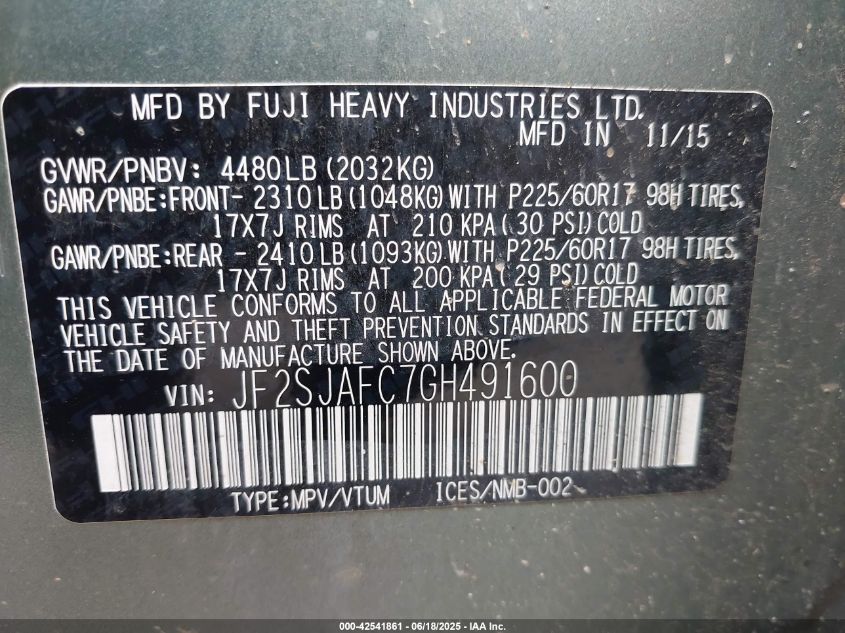 MFD BY FUJI HEAVY INDUSTRIES LTD.
MFD IN 11/15
GVWR/PNBV: 4480LB (2032KG)
GAWR/PNBE:FRONT- 2310LB (1048KG) WITH P225/60R17 98H TIRES,
17X7J RIMS AT 210 KPA (30 PSI) COLD
GAWR/PNBE:REAR - 2410LB (1093KG) WITH P225/60R17 98H TIRES,
17X7J RIMS AT 200 KPA (29 PSI) COLD
THIS VEHICLE CONFORMS TO ALL APPLICABLE FEDERAL MOTOR
VEHICLE SAFETY AND THEFT PREVENTION STANDARDS IN EFFECT ON
THE DATE OF MANUFACTURE SHOWN ABOVE.
VIN: JF2SJAFC7GH491600
TYPE:MPV/VTUM ICES/NMB-002
000-42541861 - 06/18/2025 - IAA Inc.